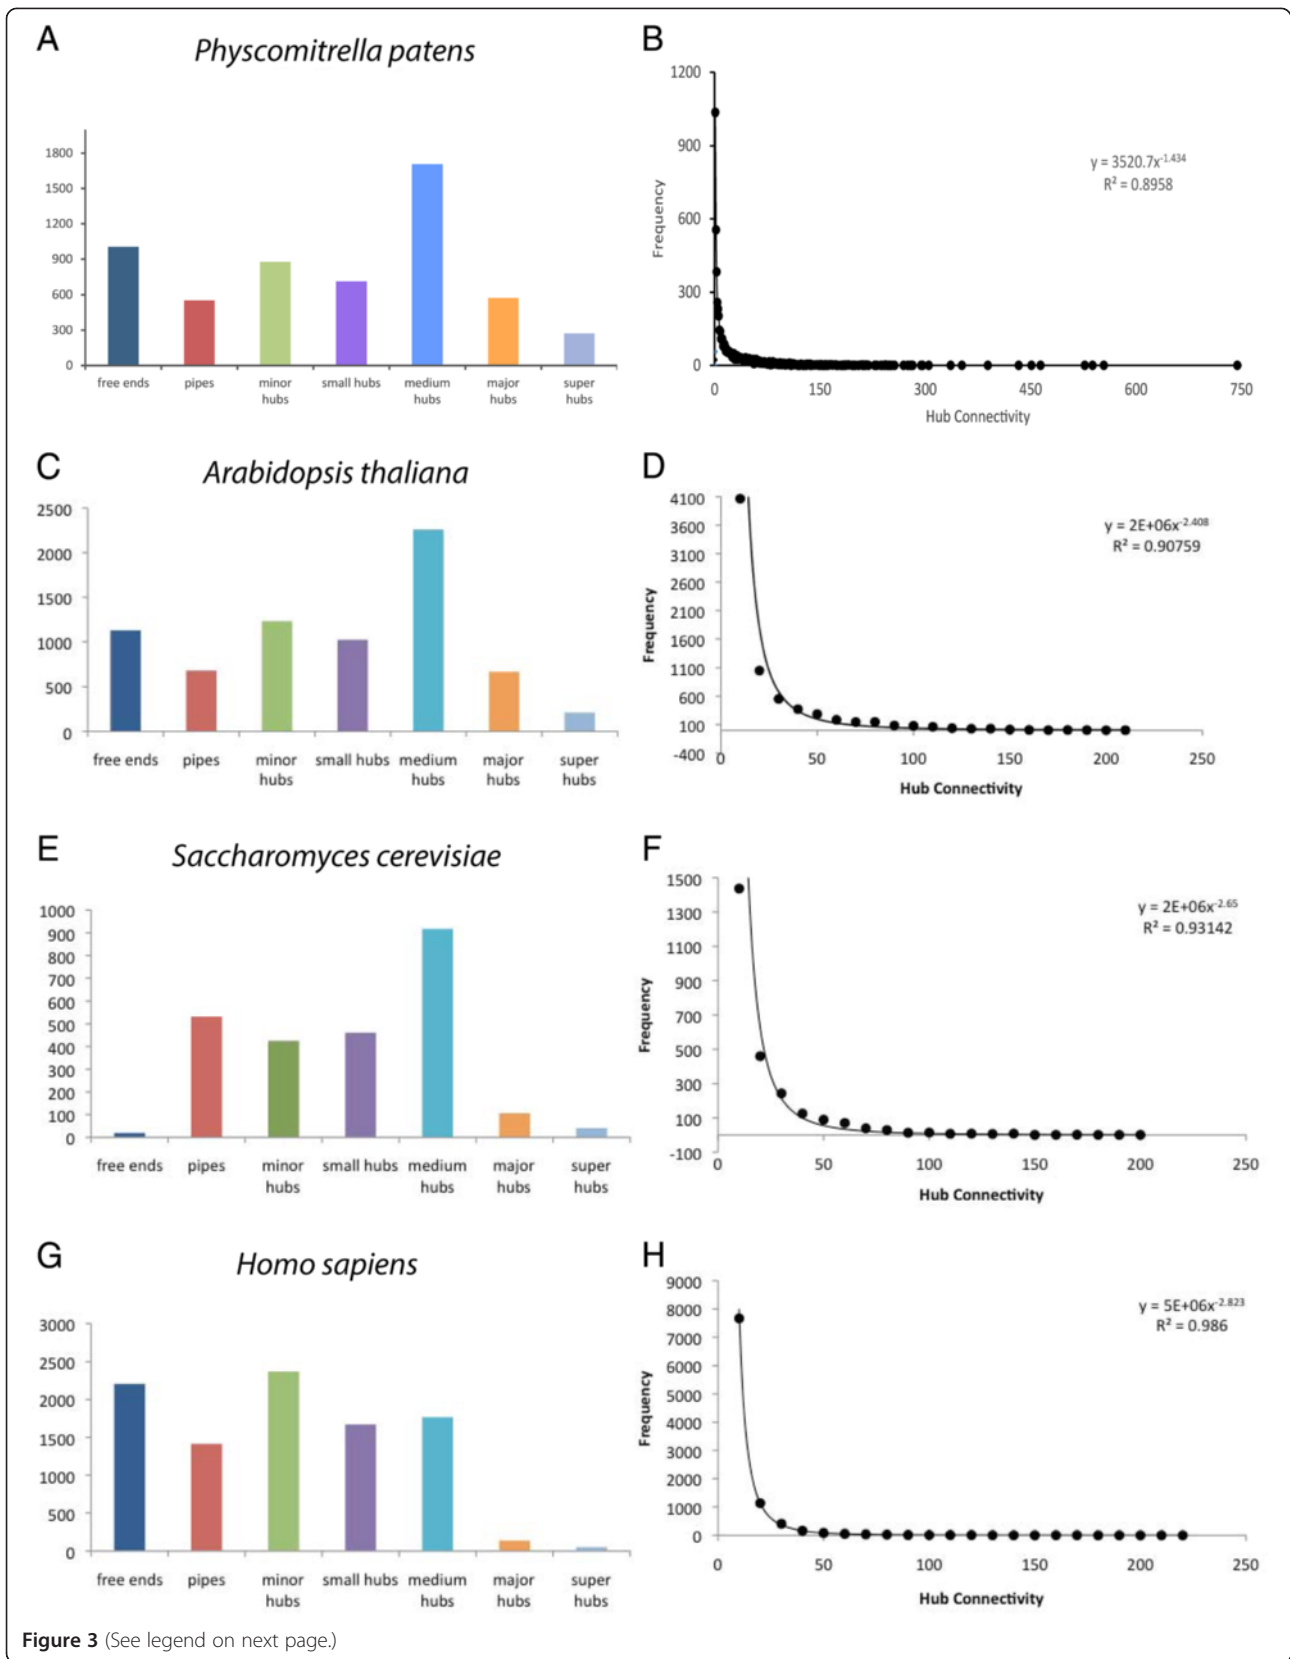 A
Physcomitrella patens
1800
1500
1200
900
600
300
0
free ends pipes minor hubs small hubs medium hubs major hubs super hubs
B
1200
900
600
300
0
Frequency
y = 3520.7x^-1.434
R² = 0.8958
0 150 300 450 600 750
Hub Connectivity
C
Arabidopsis thaliana
2500
2000
1500
1000
500
0
free ends pipes minor hubs small hubs medium hubs major hubs super hubs
D
4100
3600
3100
2600
2100
1600
1100
600
100
-400
Frequency
y = 2E+06x^-2.408
R² = 0.90759
0 50 100 150 200 250
Hub Connectivity
E
Saccharomyces cerevisiae
1000
900
800
700
600
500
400
300
200
100
0
free ends pipes minor hubs small hubs medium hubs major hubs super hubs
F
1500
1300
1100
900
700
500
300
100
-100
Frequency
y = 2E+06x^-2.65
R² = 0.93142
0 50 100 150 200 250
Hub Connectivity
G
Homo sapiens
3000
2500
2000
1500
1000
500
0
free ends pipes minor hubs small hubs medium hubs major hubs super hubs
H
9000
8000
7000
6000
5000
4000
3000
2000
1000
0
Frequency
y = 5E+06x^-2.823
R² = 0.986
0 50 100 150 200 250
Hub Connectivity
Figure 3 (See legend on next page.)